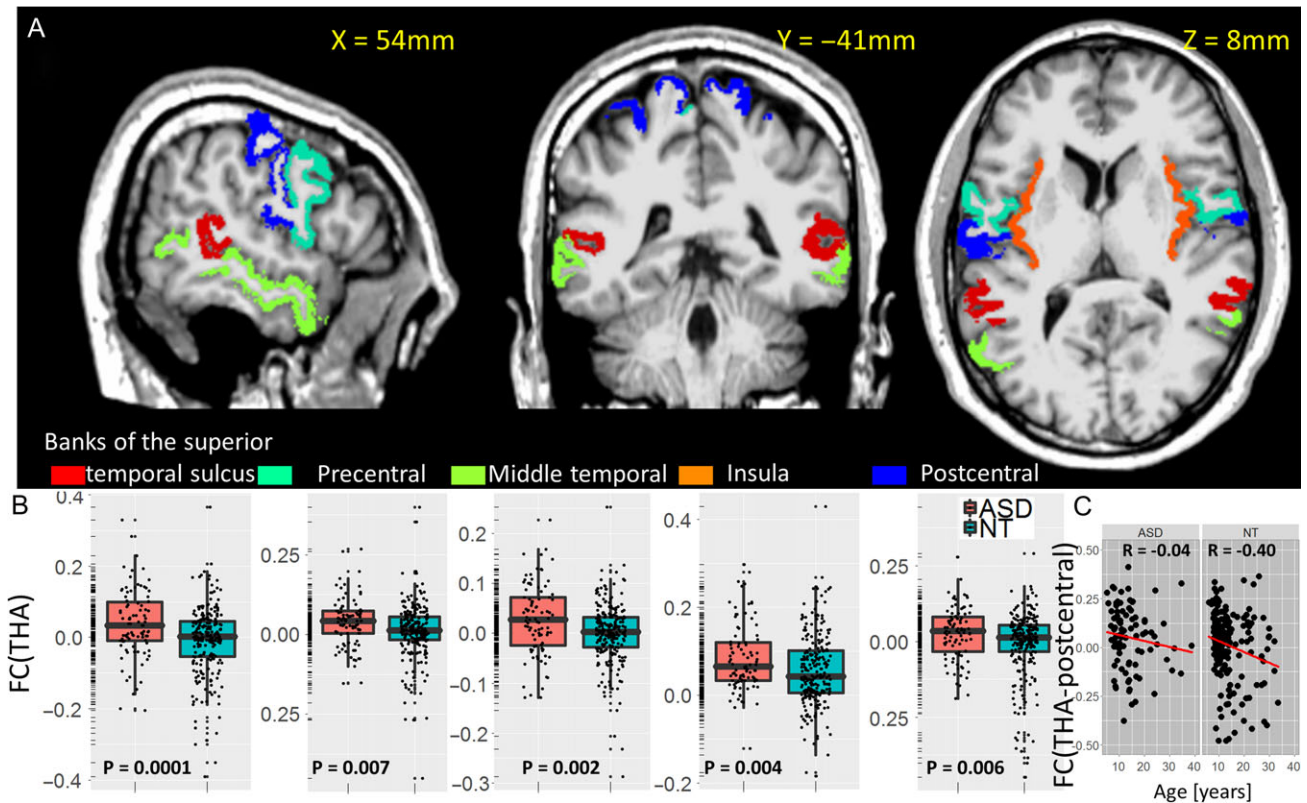 A
X = 54mm
Y = −41mm
Z = 8mm
Banks of the superior
temporal sulcus Precentral Middle temporal Insula Postcentral
B
FC(THA)
0.4
0.2
0.0
−0.2
−0.4
P = 0.0001
0.25
0.00
0.25
P = 0.007
0.2
0.1
0.0
−0.1
−0.2
−0.3
P = 0.002
0.4
0.2
0.0
−0.2
P = 0.004
ASD
NT
0.25
0.00
0.25
P = 0.006
C
FC(THA-postcentral)
ASD NT
R = -0.04 R = -0.40
0.50
0.25
0.00
-0.25
-0.50
10 20 30 40 10 20 30 40
Age [years]